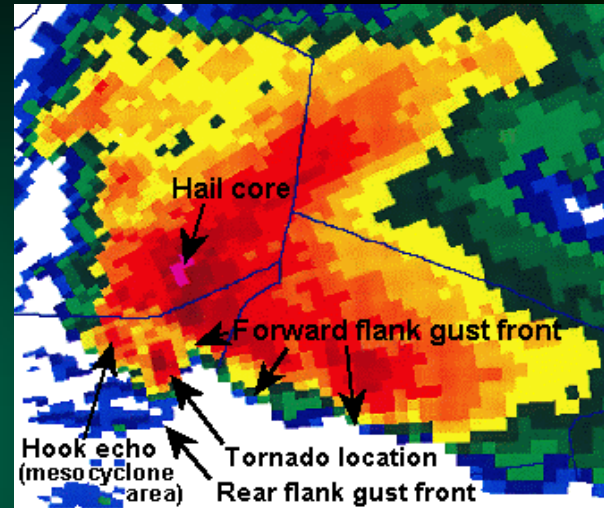 Hail core
Forward flank gust front
Hook echo
(mesocyclone
area)
Tornado location
Rear flank gust front